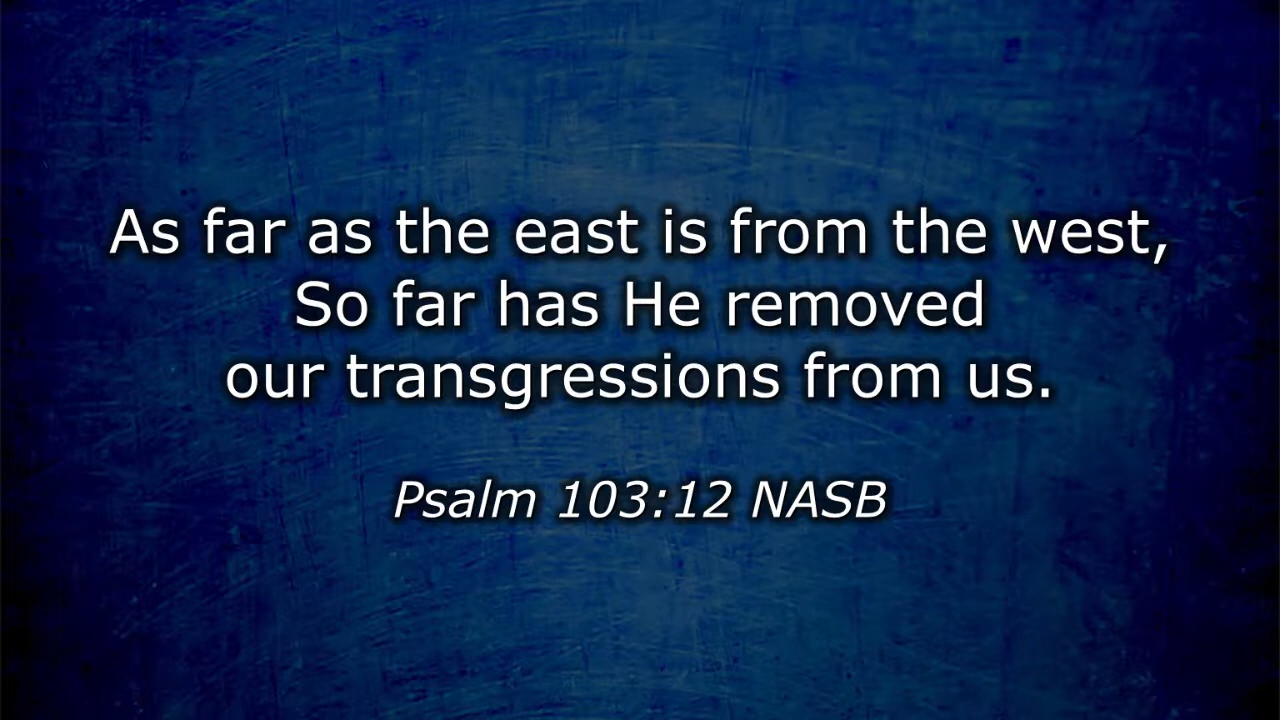 As far as the east is from the west,
So far has He removed
our transgressions from us.
Psalm 103:12 NASB